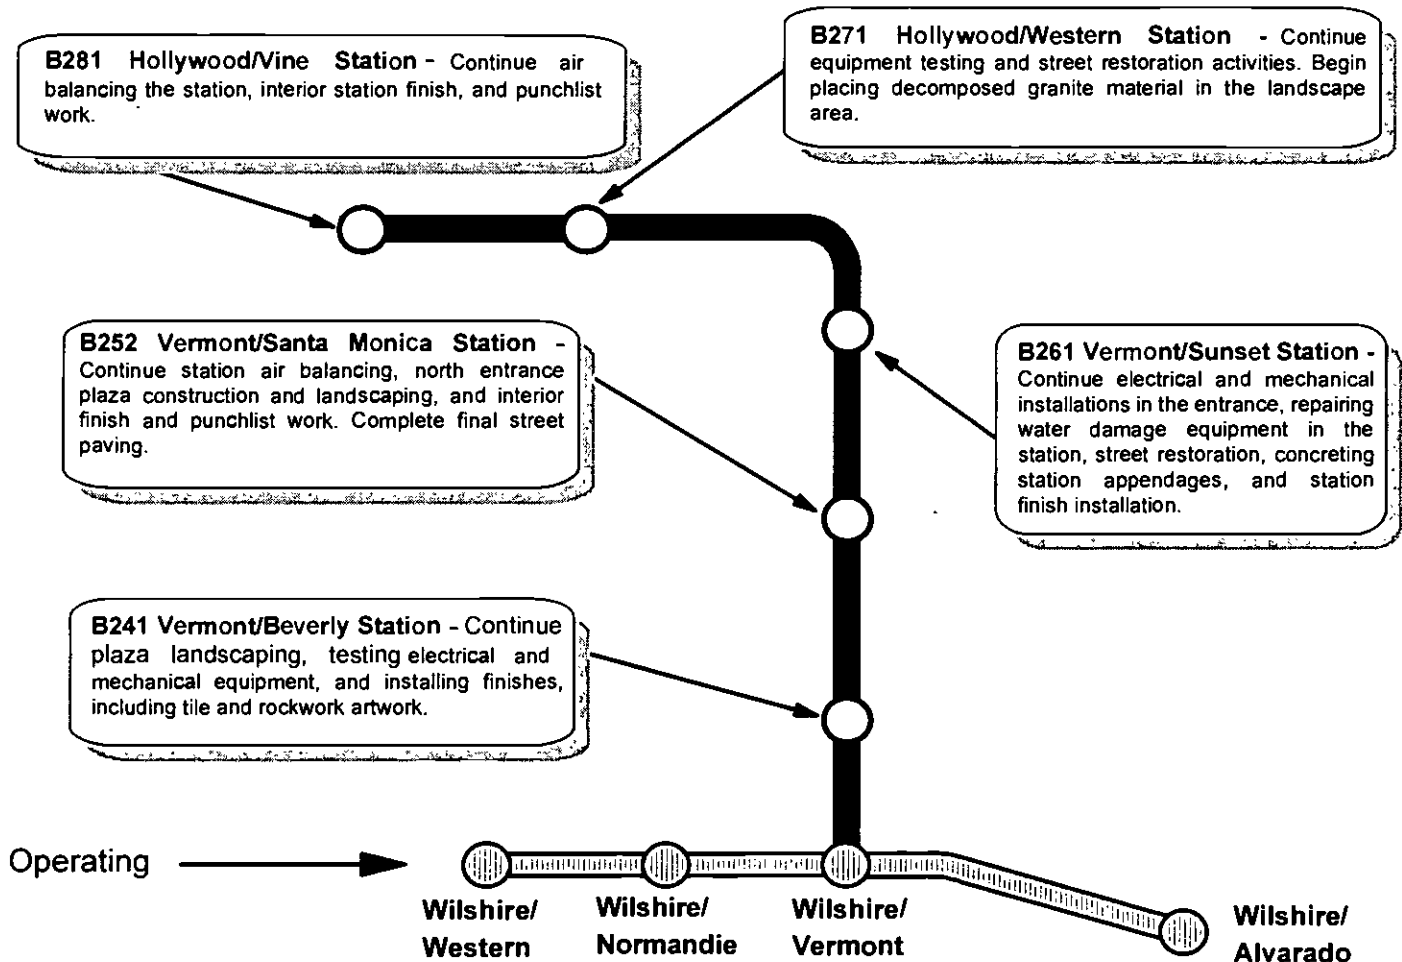 B281 Hollywood/Vine Station - Continue air
balancing the station, interior station finish, and punchlist
work.
B271 Hollywood/Western Station - Continue
equipment testing and street restoration activities. Begin
placing decomposed granite material in the landscape
area.
B252 Vermont/Santa Monica Station -
Continue station air balancing, north entrance
plaza construction and landscaping, and interior
finish and punchlist work. Complete final street
paving.
B261 Vermont/Sunset Station -
Continue electrical and mechanical
installations in the entrance, repairing
water damage equipment in the
station, street restoration, concreting
station appendages, and station
finish installation.
B241 Vermont/Beverly Station - Continue
plaza landscaping, testing electrical and
mechanical equipment, and installing finishes,
including tile and rockwork artwork.
Operating
Wilshire/
Western
Wilshire/
Normandie
Wilshire/
Vermont
Wilshire/
Alvarado